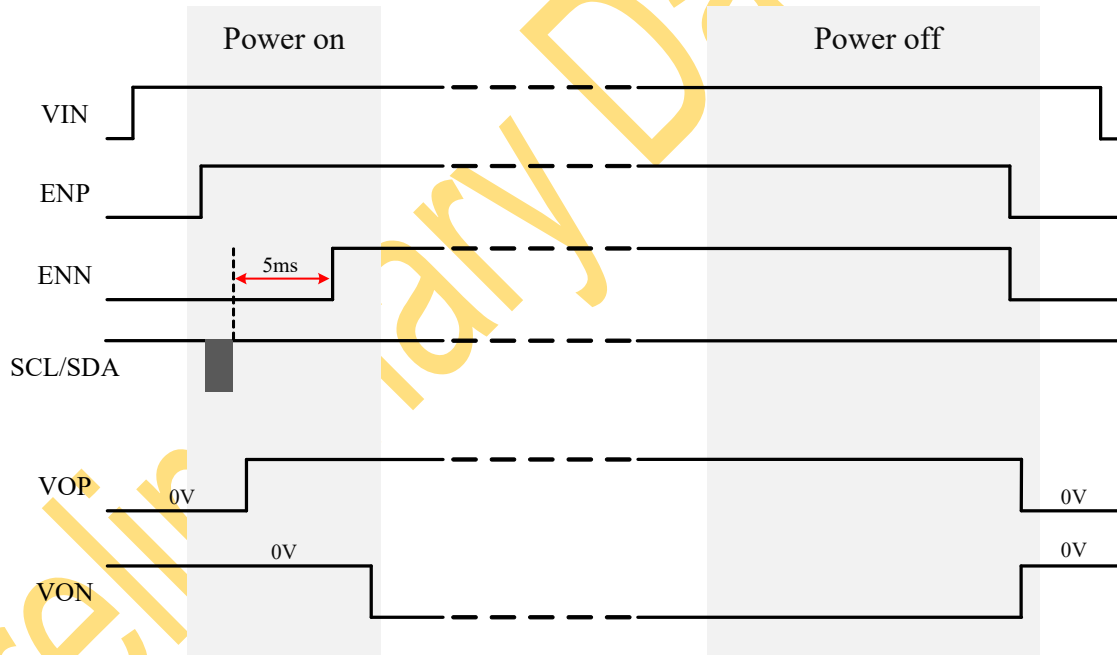 Power on
Power off
VIN
ENP
ENN
5ms
SCL/SDA
VOP
0V
0V
VON
0V
0V